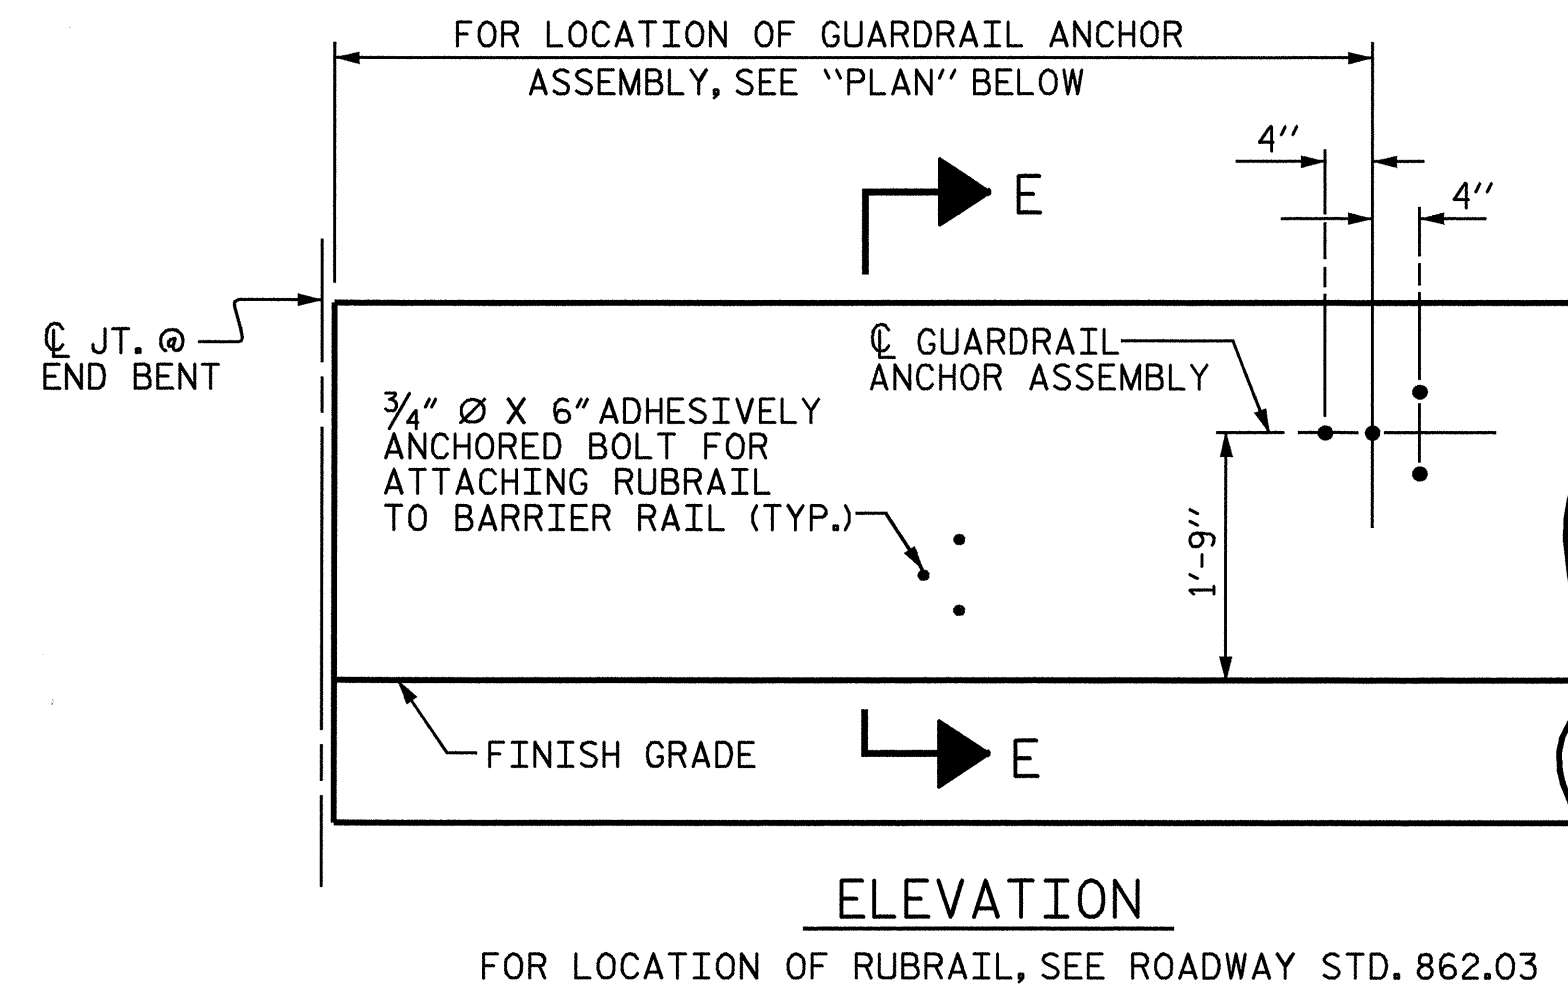 FOR LOCATION OF GUARDRAIL ANCHOR
ASSEMBLY, SEE "PLAN" BELOW
4"
4"
E
℄ JT. @
END BENT
℄ GUARDRAIL
ANCHOR ASSEMBLY
3/4" Ø X 6" ADHESIVELY
ANCHORED BOLT FOR
ATTACHING RUBRAIL
TO BARRIER RAIL (TYP.)
1'-9"
FINISH GRADE
E
ELEVATION
FOR LOCATION OF RUBRAIL, SEE ROADWAY STD. 862.03